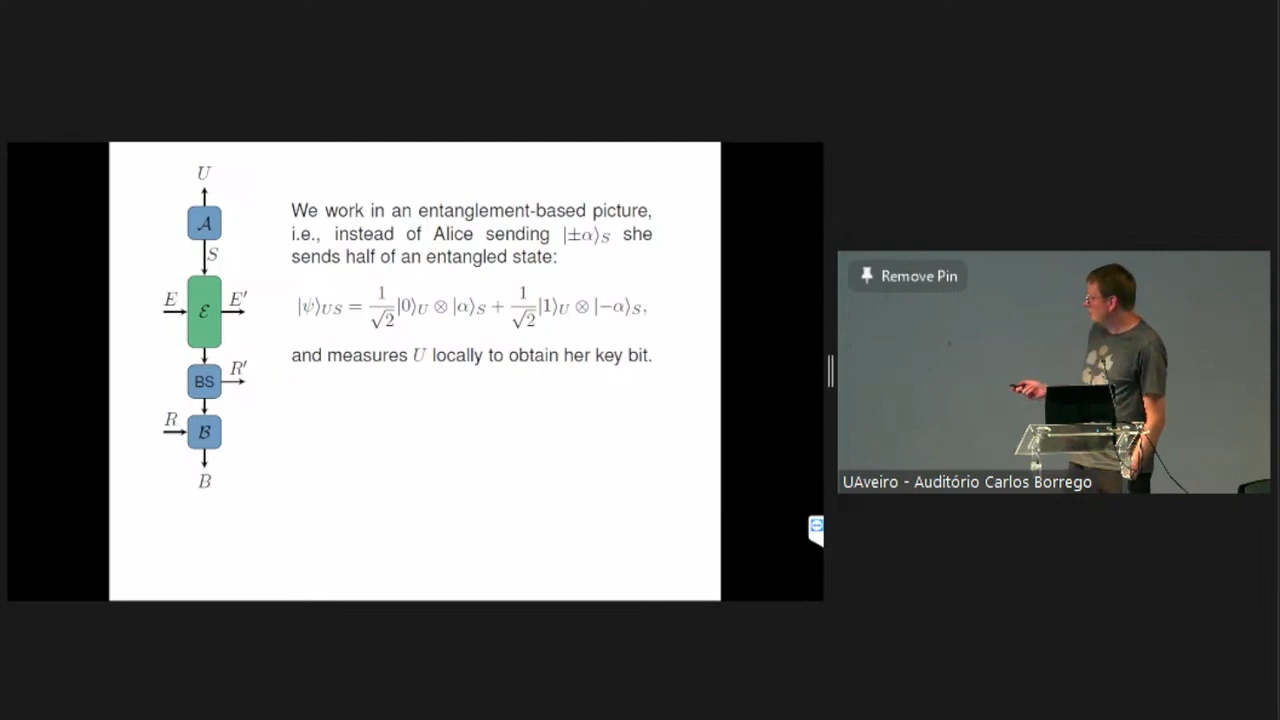 U
A
S
E E′
ℰ
BS R′
R
B
B
We work in an entanglement-based picture,
i.e., instead of Alice sending |±α⟩_S she
sends half of an entangled state:
|ψ⟩_{US} = 1/√2 |0⟩_U ⊗ |α⟩_S + 1/√2 |1⟩_U ⊗ |−α⟩_S,
and measures U locally to obtain her key bit.
Remove Pin
UAveiro - Auditório Carlos Borrego